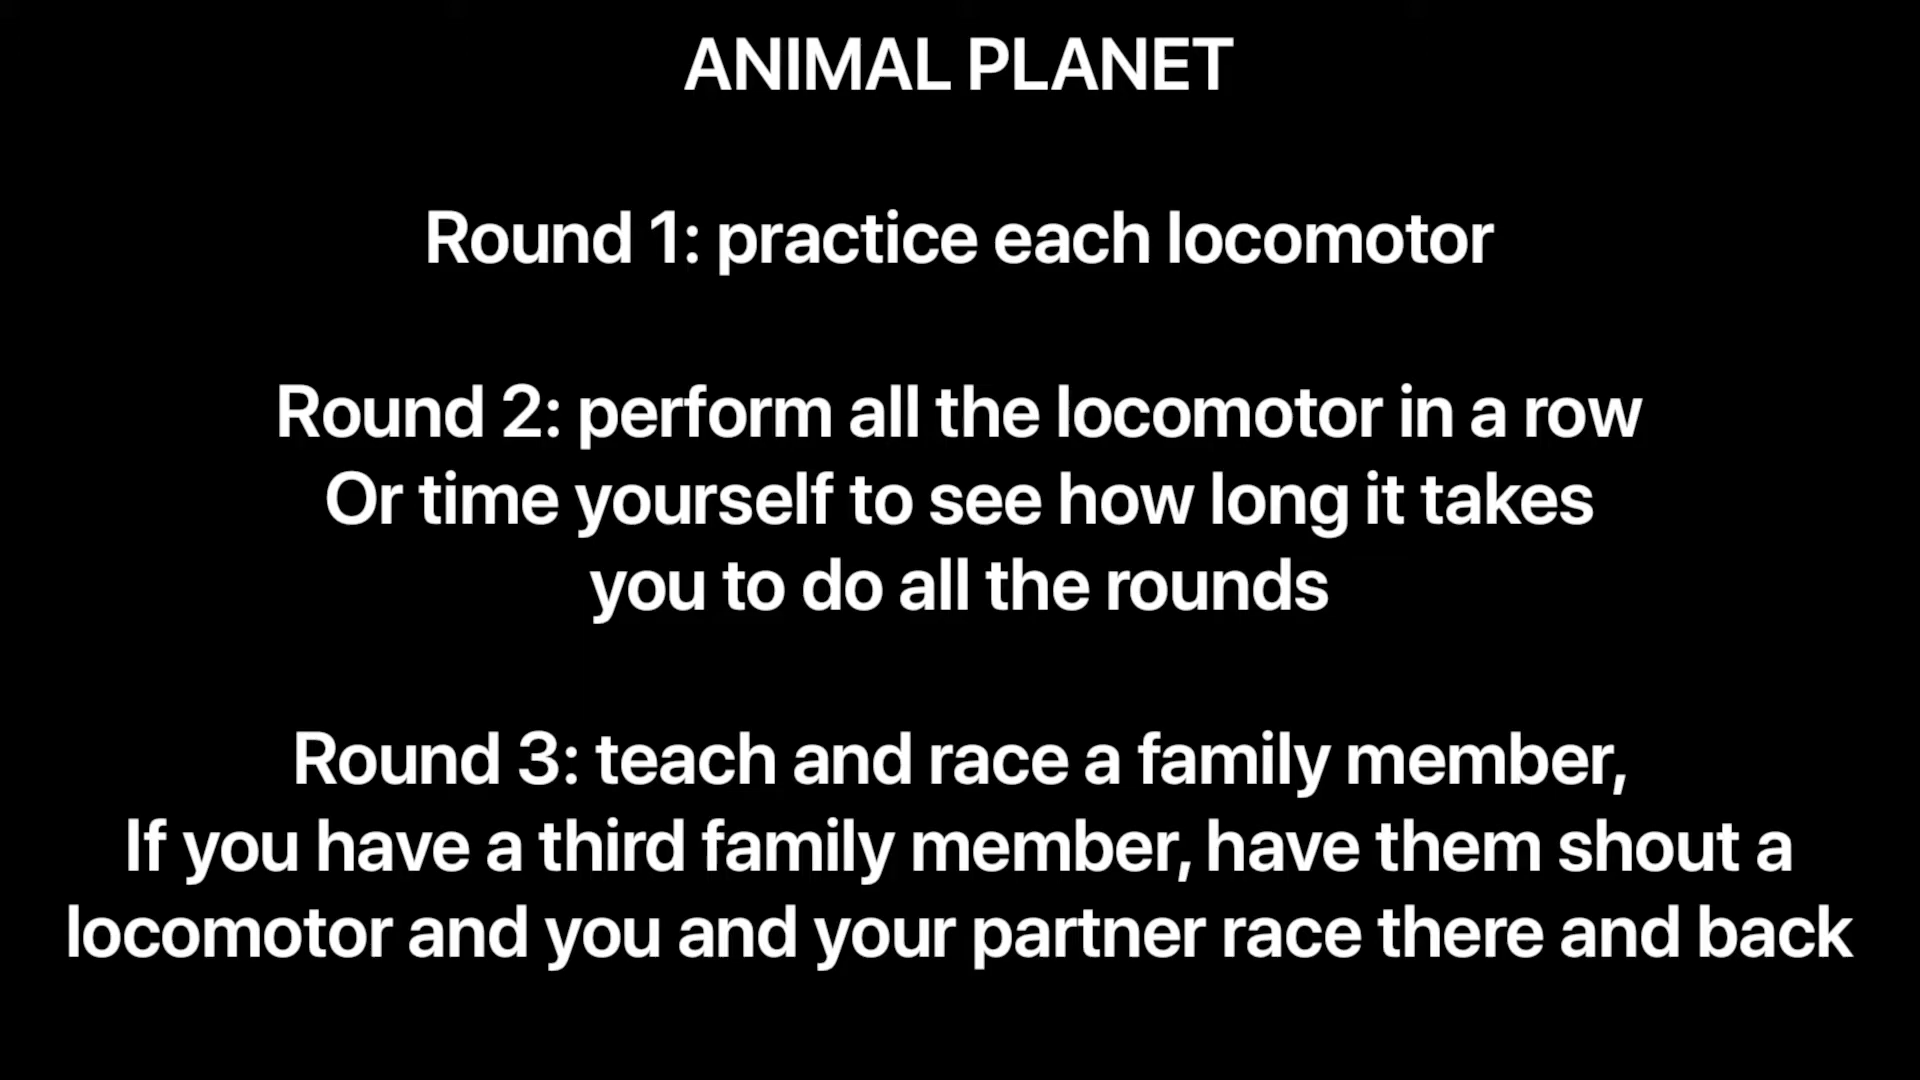 ANIMAL PLANET
Round 1: practice each locomotor
Round 2: perform all the locomotor in a row
Or time yourself to see how long it takes
you to do all the rounds
Round 3: teach and race a family member,
If you have a third family member, have them shout a
locomotor and you and your partner race there and back